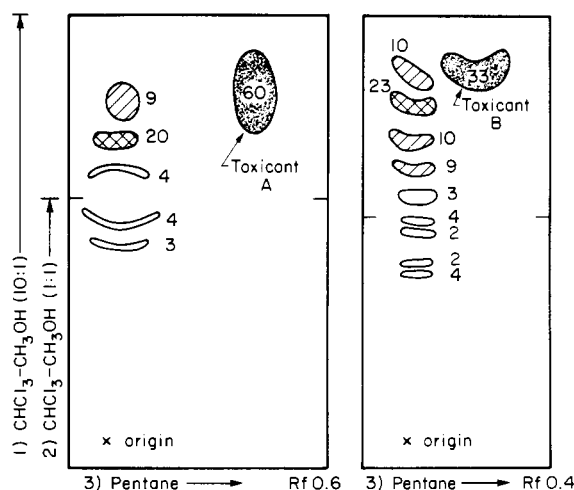 1) CHCl3-CH3OH (10:1)
2) CHCl3-CH3OH (1:1)
9
20
4
4
3
60
Toxicant
A
× origin
3) Pentane → Rf 0.6
10
23
10
9
3
4
2
2
4
33
Toxicant
B
× origin
3) Pentane → Rf 0.4